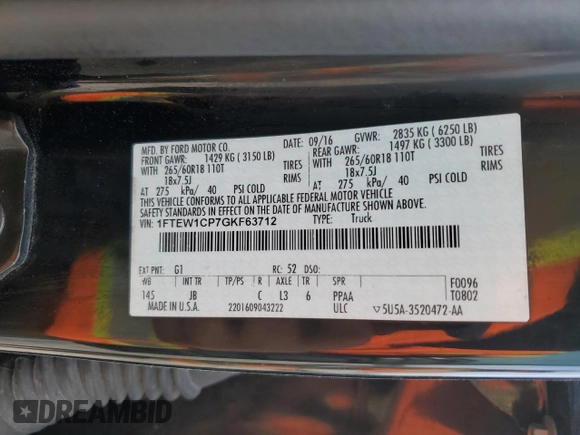 MFD. BY FORD MOTOR CO. DATE: 09/16 GVWR: 2835 KG ( 6250 LB)
FRONT GAWR: 1429 KG ( 3150 LB) REAR GAWR: 1497 KG ( 3300 LB)
WITH 265/60R18 110T TIRES WITH 265/60R18 110T TIRES
18x7.5J RIMS 18x7.5J RIMS
AT 275 kPa/ 40 PSI COLD AT 275 kPa/ 40 PSI COLD
THIS VEHICLE CONFORMS TO ALL APPLICABLE FEDERAL MOTOR VEHICLE
SAFETY STANDARDS IN EFFECT ON THE DATE OF MANUFACTURE SHOWN ABOVE.
VIN: 1FTEW1CP7GKF63712 TYPE: Truck
EXT PNT: G1 RC: 52 DSO:
WB INT TR TP/PS R AXLE TR SPR F0096
145 JB C L3 6 PPAA T0802
MADE IN U.S.A. 2201609043222 ULC 5U5A-3520472-AA
DREAMBID